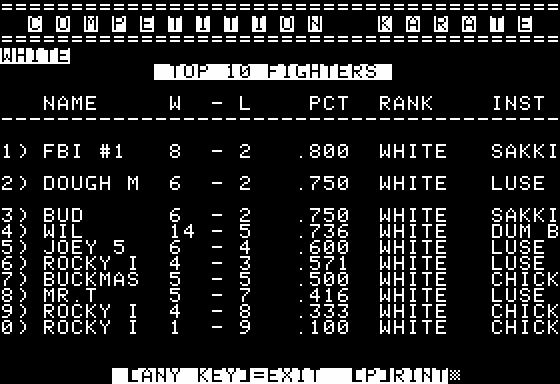 COMPETITION KARATE
WHITE
TOP 10 FIGHTERS
NAME W - L PCT RANK INST
1) FBI #1 8 - 2 .800 WHITE SAKKI
2) DOUGH M 6 - 2 .750 WHITE LUSE
3) BUD 6 - 2 .750 WHITE SAKKI
4) WIL 14 - 5 .736 WHITE DUM B
5) JOEY 5 6 - 4 .600 WHITE LUSE
6) ROCKY I 4 - 3 .571 WHITE LUSE
7) BUCKMAS 5 - 5 .500 WHITE CHICK
8) MR.T 5 - 7 .416 WHITE LUSE
9) ROCKY I 4 - 8 .333 WHITE CHICK
0) ROCKY I 1 - 9 .100 WHITE CHICK
[ANY KEY]=EXIT [P]RINT